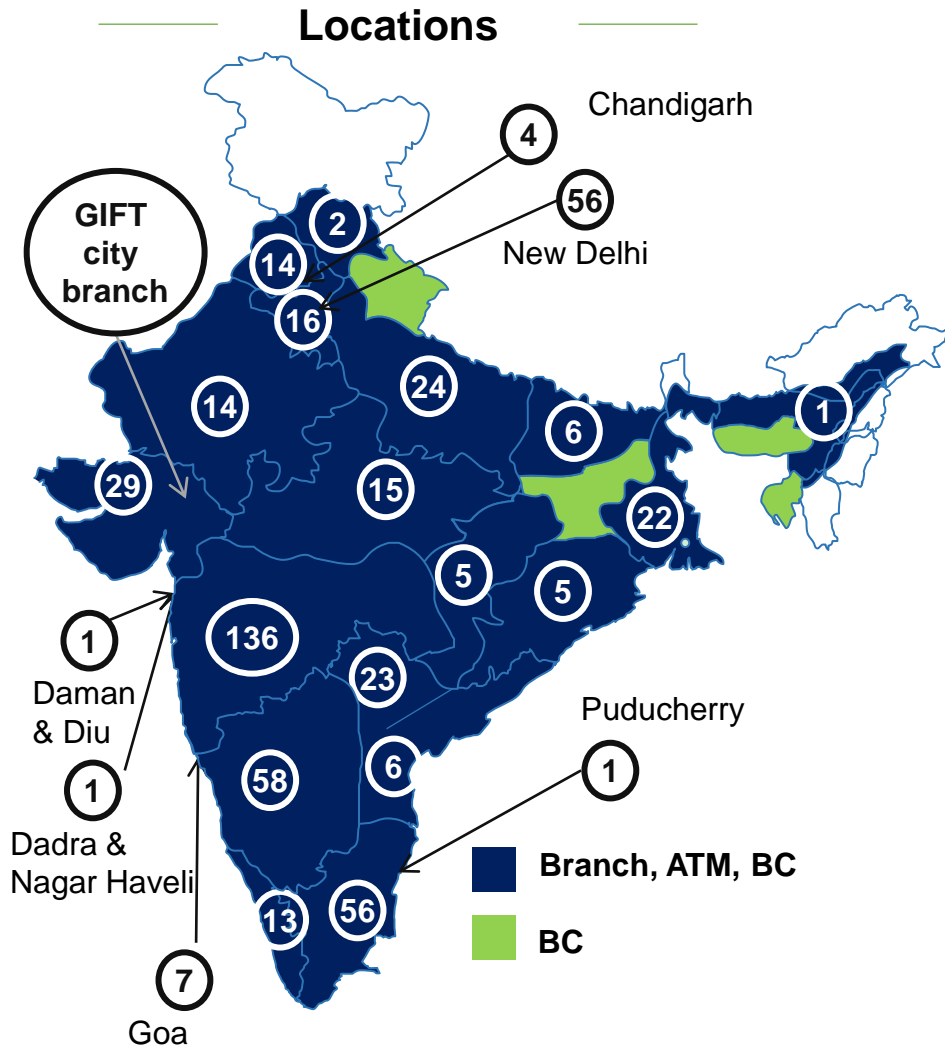 Locations
Chandigarh
4
56
New Delhi
GIFT
city
branch
2
14
16
24
14
1
6
29
15
22
5
5
136
1
Daman
& Diu
23
Puducherry
1
6
58
1
Dadra &
Nagar Haveli
Branch, ATM, BC
BC
13
56
7
Goa